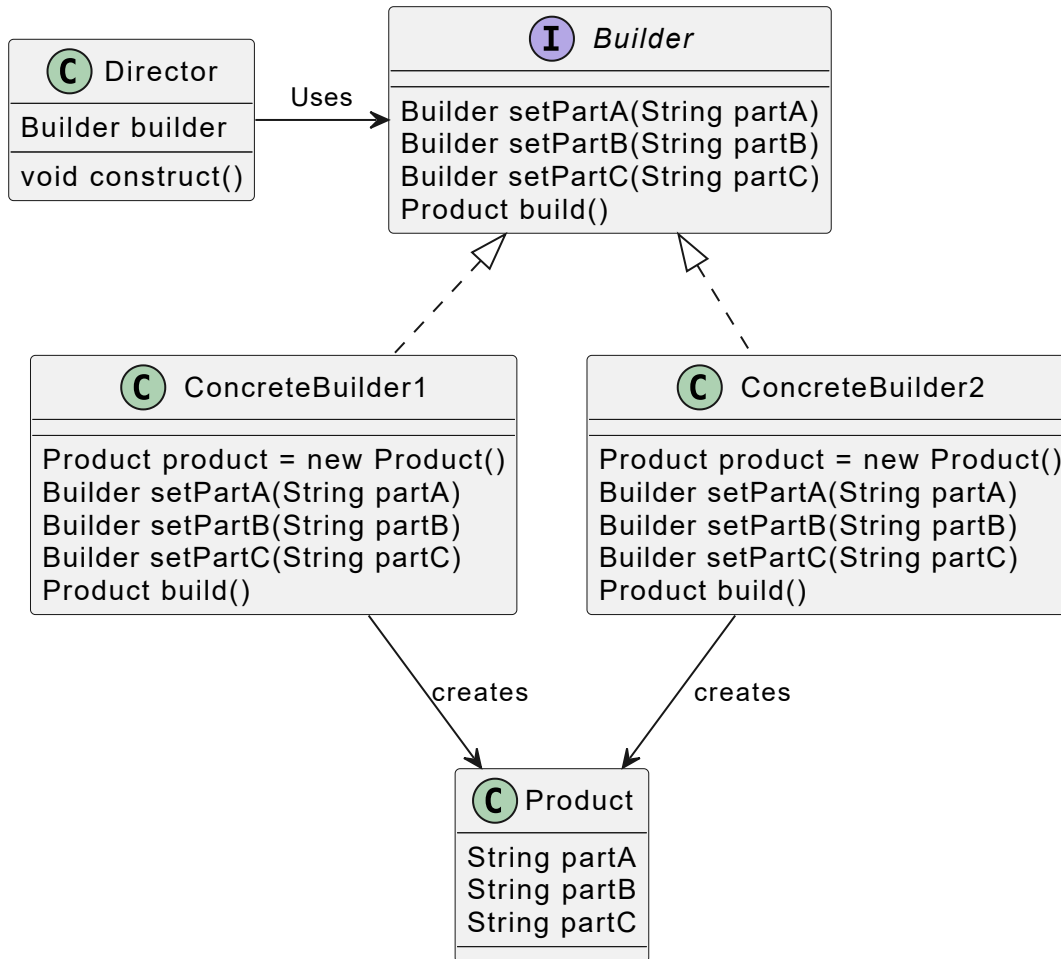 C Director
Builder builder
void construct()
Uses
I Builder
Builder setPartA(String partA)
Builder setPartB(String partB)
Builder setPartC(String partC)
Product build()
C ConcreteBuilder1
Product product = new Product()
Builder setPartA(String partA)
Builder setPartB(String partB)
Builder setPartC(String partC)
Product build()
C ConcreteBuilder2
Product product = new Product()
Builder setPartA(String partA)
Builder setPartB(String partB)
Builder setPartC(String partC)
Product build()
creates
creates
C Product
String partA
String partB
String partC